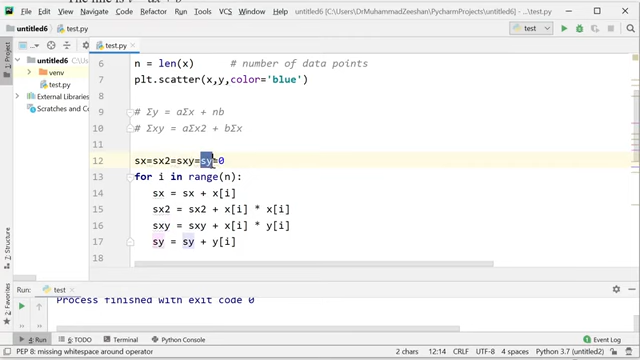 File Edit View Navigate Code Refactor Run Tools VCS Window Help untitled6 [C:\Users\DrMuhammadZeeshan\PycharmProjects\untitled6] - ...\test.py
untitled6 test.py
test
1: Project
untitled6
venv
test.py
External Libraries
Scratches and Co
test.py
6 n = len(x) # number of data points
7 plt.scatter(x,y,color='blue')
8
9 # Σy = aΣx + nb
10 # Σxy = aΣx2 + bΣx
11
12 sx=sx2=sxy=sy=0
13 for i in range(n):
14 sx = sx + x[i]
15 sx2 = sx2 + x[i] * x[i]
16 sxy = sxy + x[i] * y[i]
17 sy = sy + y[i]
18
7: Structure
2: Favorites
Run: test
Process finished with exit code 0
4: Run 6: TODO Terminal Python Console Event Log
PEP 8: missing whitespace around operator 2 chars 12:14 CRLF UTF-8 4 spaces Python 3.7 (untitled2)